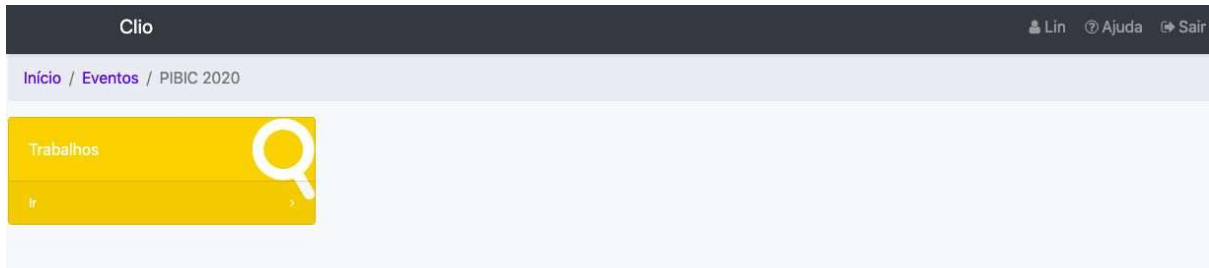 Clio Lin Ajuda Sair
Início / Eventos / PIBIC 2020
Trabalhos
Ir